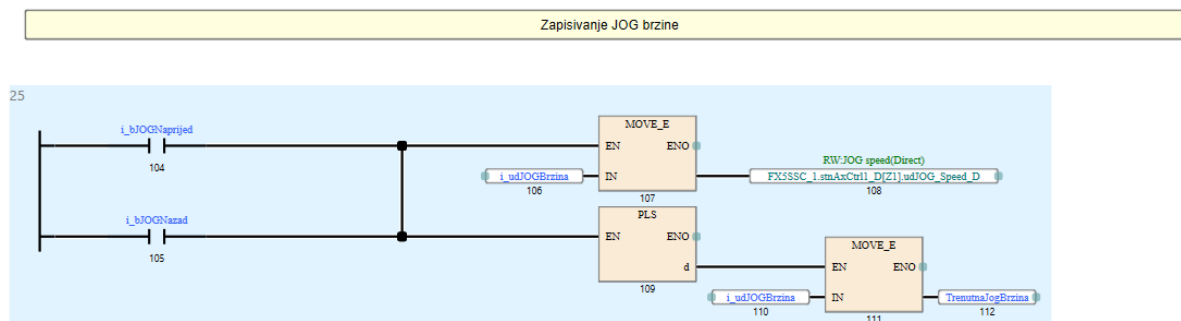 Zapisivanje JOG brzine
25
i_bJOGNaprijed
104
MOVE_E
EN ENO
i_udJOGBrzina IN
106
107
RW:JOG speed(Direct)
FX5SSC_1.stnAxCtrl1_D[Z1].udJOG_Speed_D
108
i_bJOGNazad
105
PLS
EN ENO
d
109
MOVE_E
EN ENO
i_udJOGBrzina IN
110
111
TrenutnaJogBrzina
112